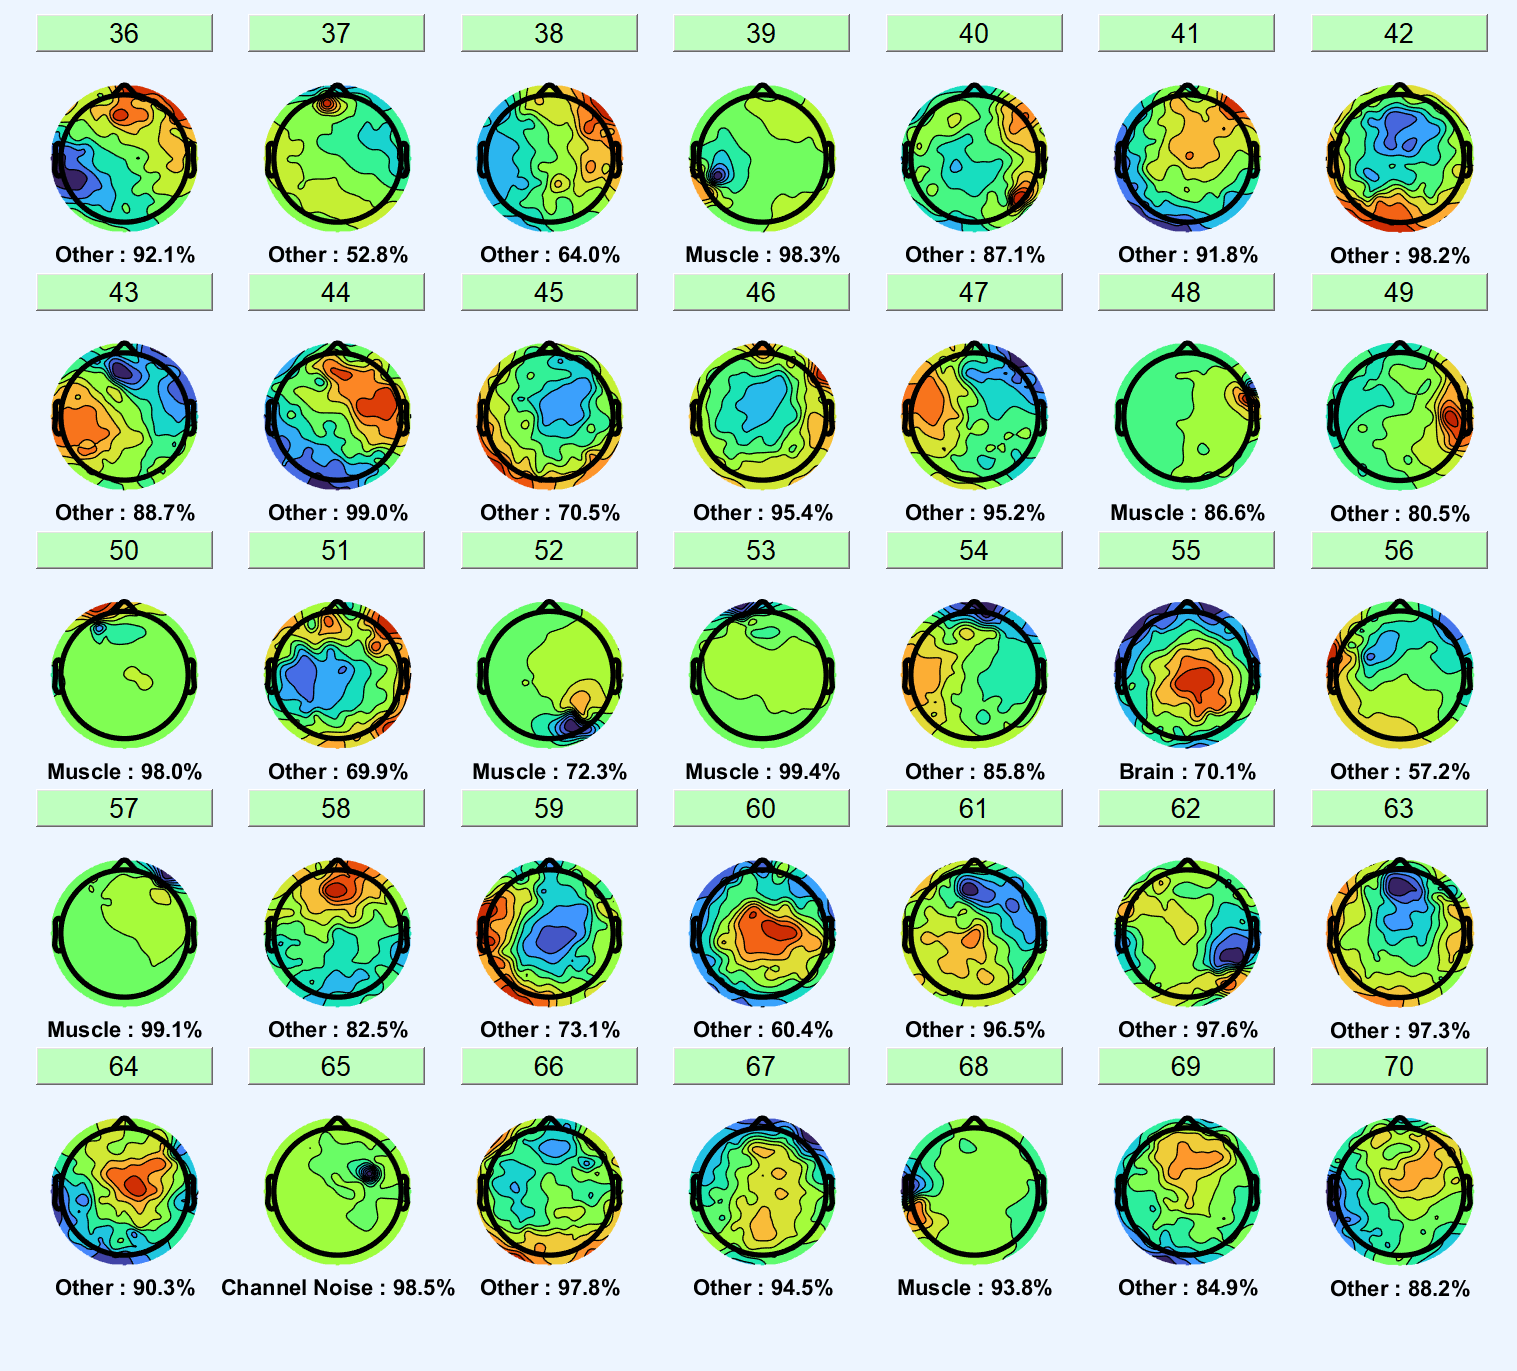 36 37 38 39 40 41 42
Other : 92.1% Other : 52.8% Other : 64.0% Muscle : 98.3% Other : 87.1% Other : 91.8% Other : 98.2%
43 44 45 46 47 48 49
Other : 88.7% Other : 99.0% Other : 70.5% Other : 95.4% Other : 95.2% Muscle : 86.6% Other : 80.5%
50 51 52 53 54 55 56
Muscle : 98.0% Other : 69.9% Muscle : 72.3% Muscle : 99.4% Other : 85.8% Brain : 70.1% Other : 57.2%
57 58 59 60 61 62 63
Muscle : 99.1% Other : 82.5% Other : 73.1% Other : 60.4% Other : 96.5% Other : 97.6% Other : 97.3%
64 65 66 67 68 69 70
Other : 90.3% Channel Noise : 98.5% Other : 97.8% Other : 94.5% Muscle : 93.8% Other : 84.9% Other : 88.2%